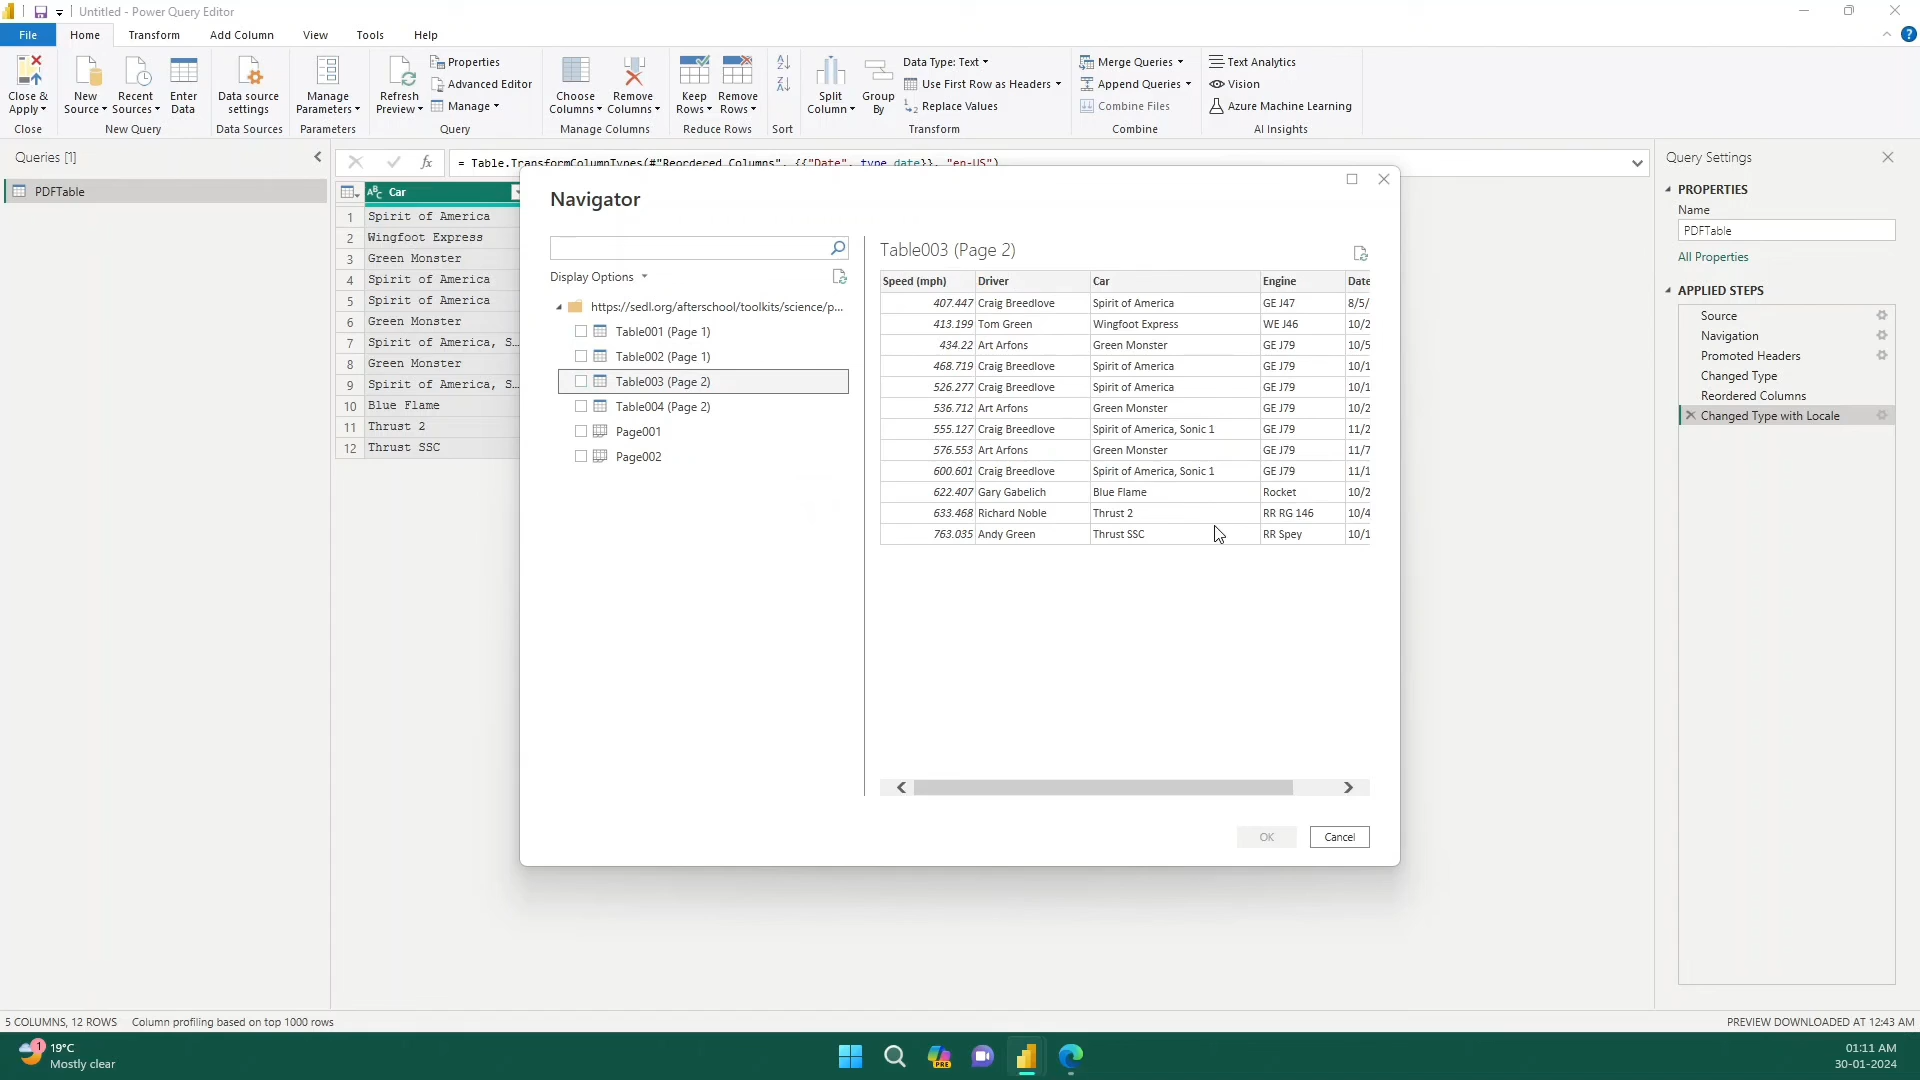 Untitled - Power Query Editor
File
Home
Transform
Add Column
View
Tools
Help
?
Close &
Apply
New
Source
Recent
Sources
Enter
Data
Data source
settings
Manage
Parameters
Refresh
Preview
Properties
Advanced Editor
Manage
Choose
Columns
Remove
Columns
Keep
Rows
Remove
Rows
Split
Column
Group
By
Data Type: Text
Use First Row as Headers
Replace Values
Merge Queries
Append Queries
Combine Files
Text Analytics
Vision
Azure Machine Learning
Close
New Query
Data Sources
Parameters
Query
Manage Columns
Reduce Rows
Sort
Transform
Combine
AI Insights
Queries [1]
PDFTable
fx
= Table.TransformColumnTypes(#"Reordered Columns", {{"Date", type date}}, "en-US")
Car
1 Spirit of America
2 Wingfoot Express
3 Green Monster
4 Spirit of America
5 Spirit of America
6 Green Monster
7 Spirit of America, S...
8 Green Monster
9 Spirit of America, S...
10 Blue Flame
11 Thrust 2
12 Thrust SSC
Navigator
Display Options
https://sedl.org/afterschool/toolkits/science/p...
Table001 (Page 1)
Table002 (Page 1)
Table003 (Page 2)
Table004 (Page 2)
Page001
Page002
Table003 (Page 2)
Speed (mph) Driver Car Engine Date
407.447 Craig Breedlove Spirit of America GE J47 8/5/
413.199 Tom Green Wingfoot Express WE J46 10/2
434.22 Art Arfons Green Monster GE J79 10/5
468.719 Craig Breedlove Spirit of America GE J79 10/1
526.277 Craig Breedlove Spirit of America GE J79 10/1
536.712 Art Arfons Green Monster GE J79 10/2
555.127 Craig Breedlove Spirit of America, Sonic 1 GE J79 11/2
576.553 Art Arfons Green Monster GE J79 11/7
600.601 Craig Breedlove Spirit of America, Sonic 1 GE J79 11/1
622.407 Gary Gabelich Blue Flame Rocket 10/2
633.468 Richard Noble Thrust 2 RR RG 146 10/4
763.035 Andy Green Thrust SSC RR Spey 10/1
OK
Cancel
Query Settings
PROPERTIES
Name
PDFTable
All Properties
APPLIED STEPS
Source
Navigation
Promoted Headers
Changed Type
Reordered Columns
Changed Type with Locale
5 COLUMNS, 12 ROWS
Column profiling based on top 1000 rows
PREVIEW DOWNLOADED AT 12:43 AM
1
19°C
Mostly clear
PRE
01:11 AM
30-01-2024